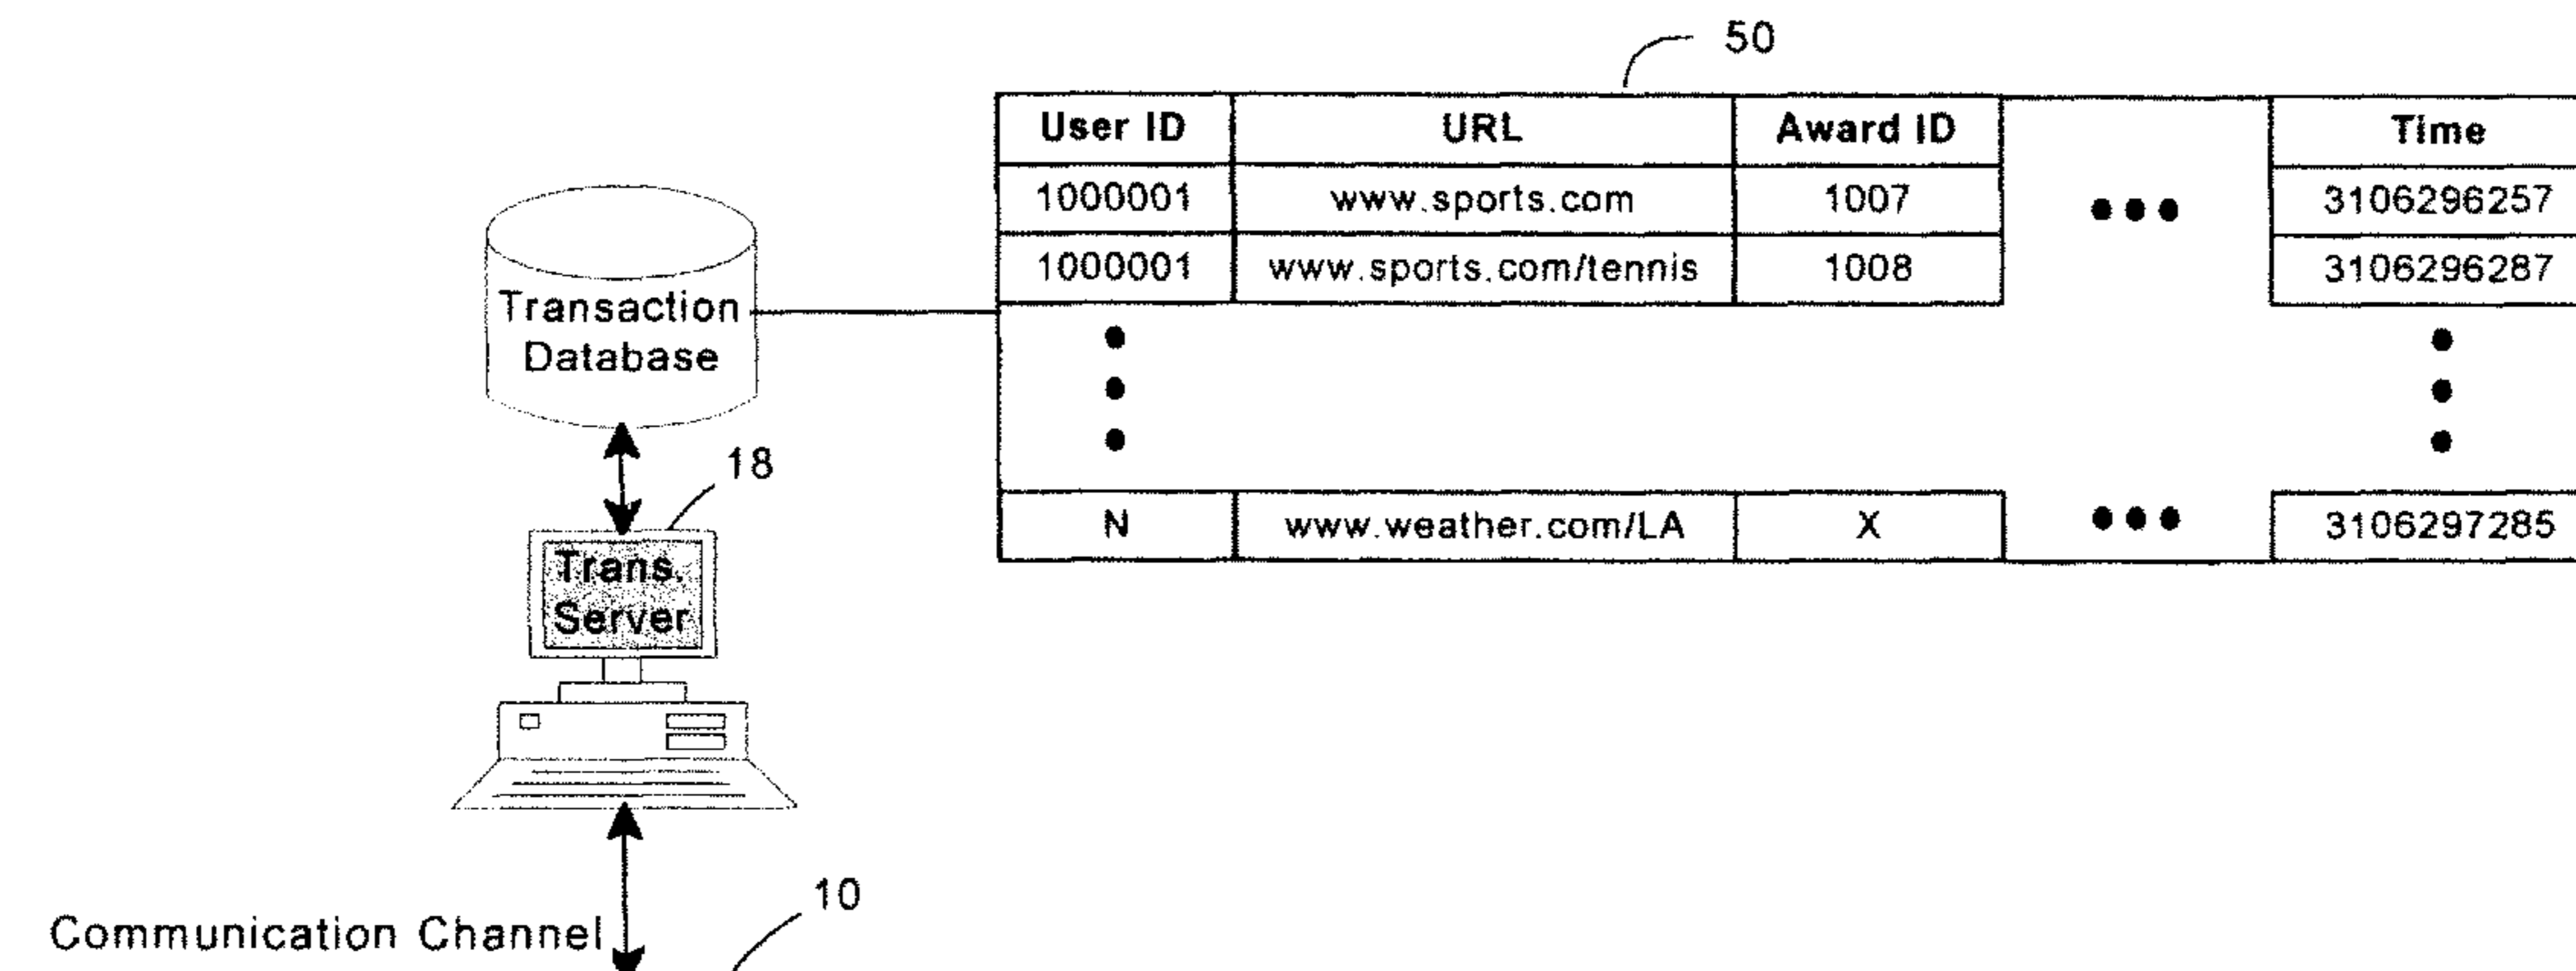 50
User ID URL Award ID Time
1000001 www.sports.com 1007 ••• 3106296257
1000001 www.sports.com/tennis 1008 3106296287
Transaction
Database
18
N www.weather.com/LA X ••• 3106297285
Trans.
Server
10
Communication Channel